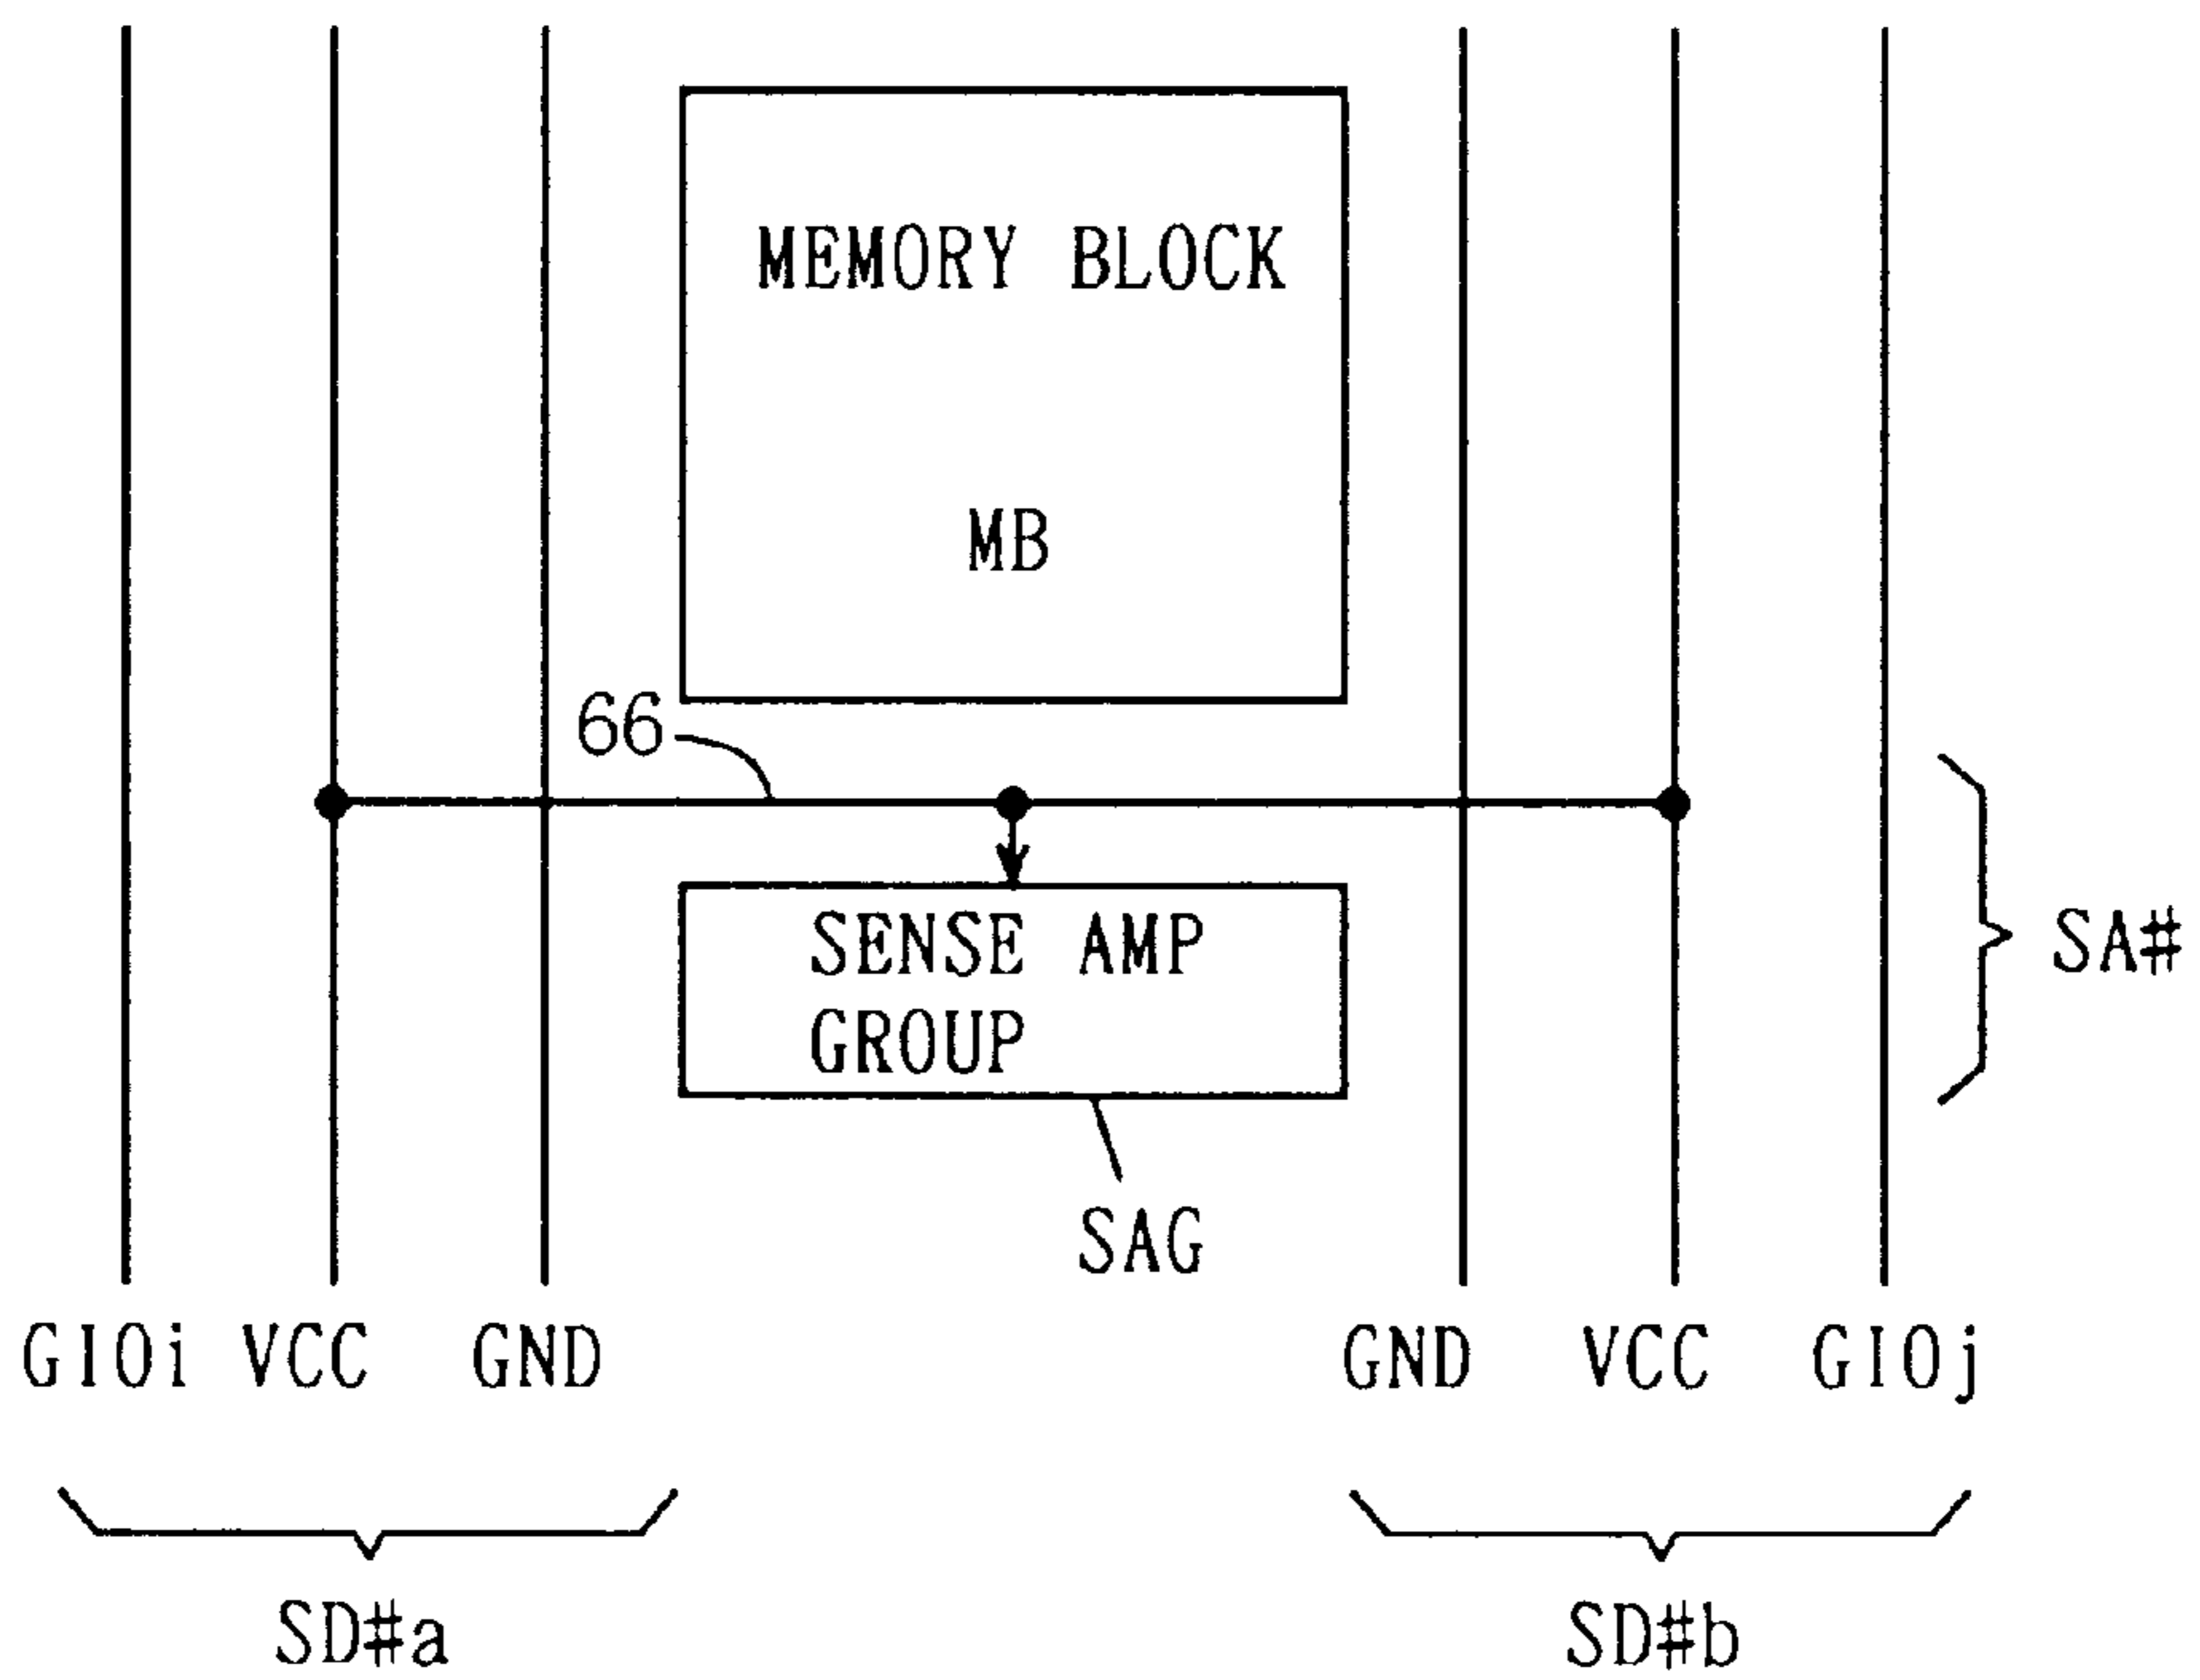 MEMORY BLOCK
MB
66
SENSE AMP
GROUP
SA#
SAG
GIOi VCC GND GND VCC GIOj
SD#a SD#b